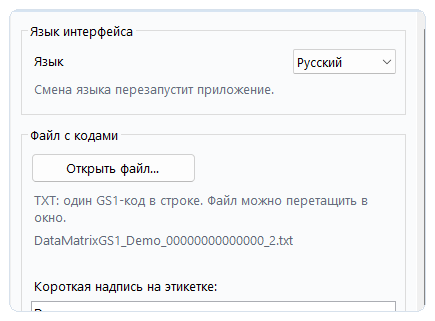 Язык интерфейса
Язык
Русский
Смена языка перезапустит приложение.
Файл с кодами
Открыть файл...
TXT: один GS1-код в строке. Файл можно перетащить в
окно.
DataMatrixGS1_Demo_00000000000000_2.txt
Короткая надпись на этикетке: